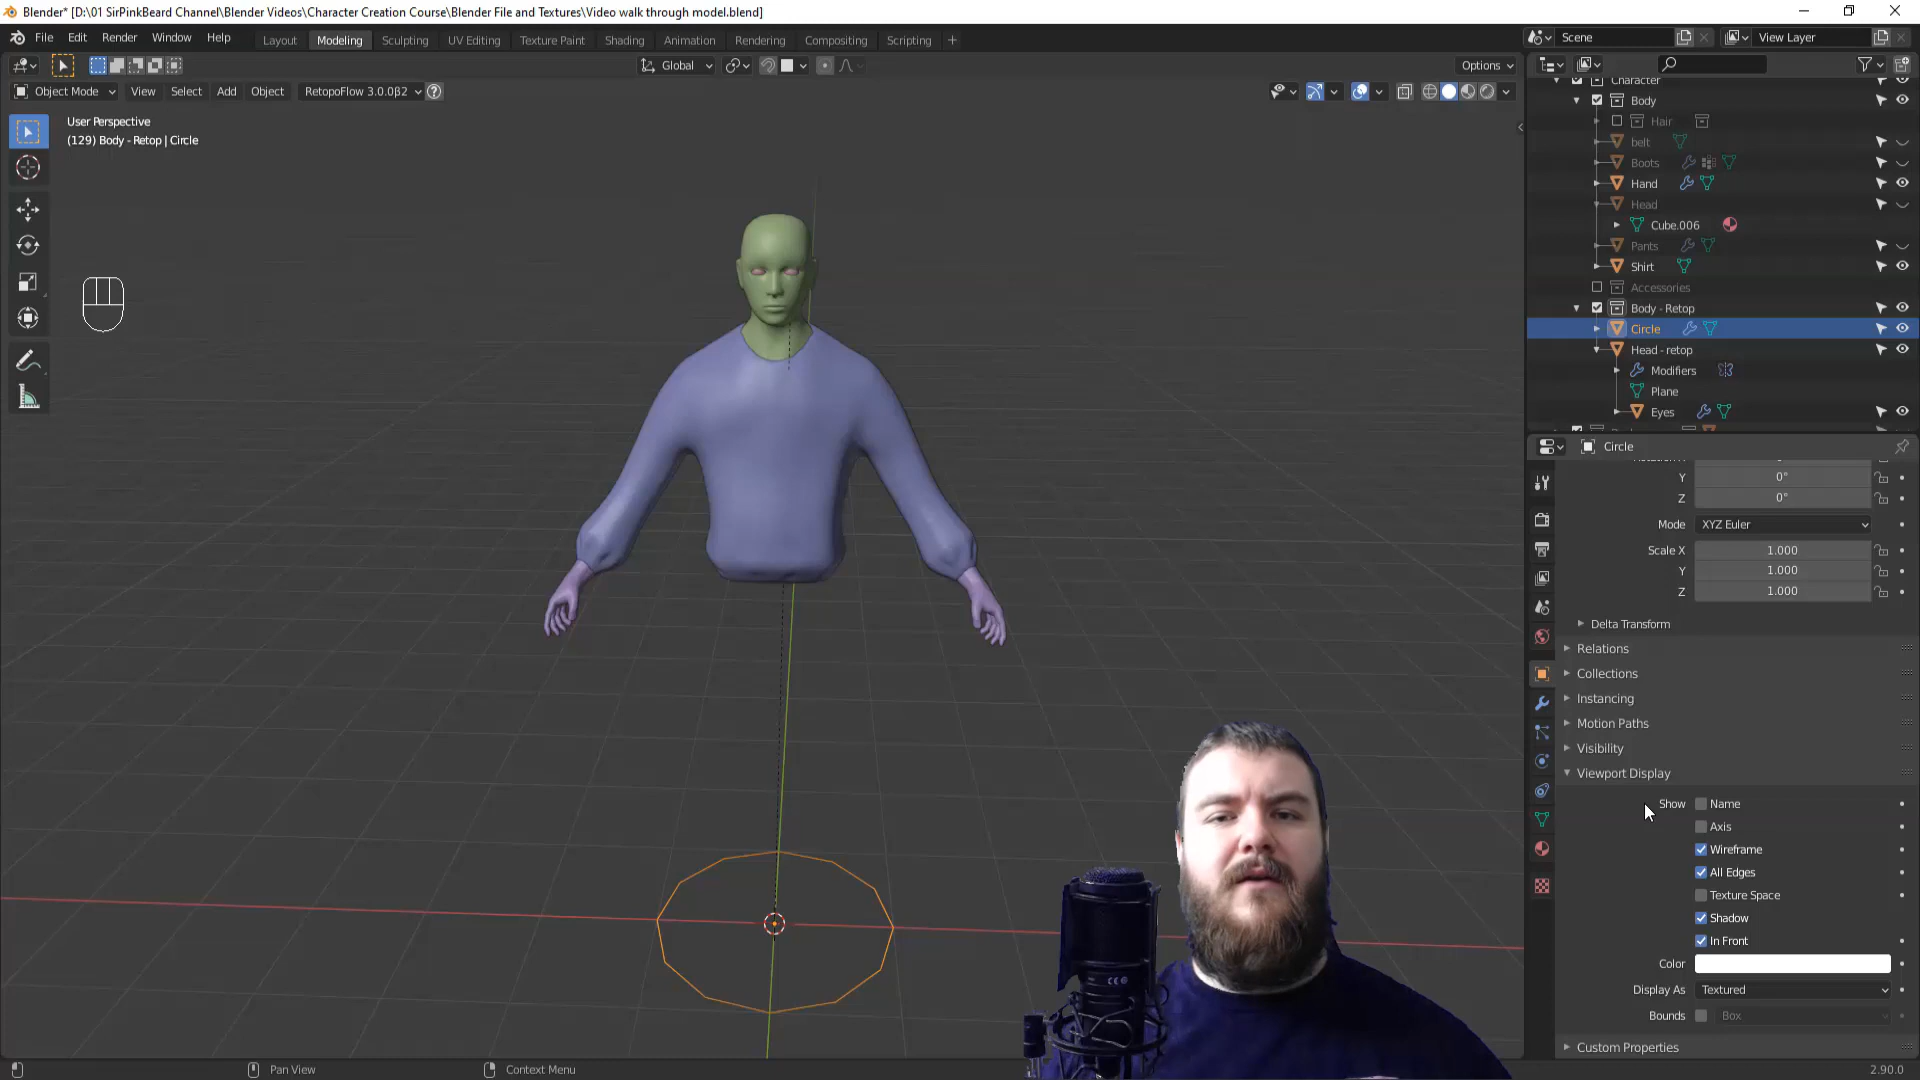 Blender* [D:\01 SirPinkBeard Channel\Blender Videos\Character Creation Course\Blender File and Textures\Video walk through model.blend]
File Edit Render Window Help
Layout Modeling Sculpting UV Editing Texture Paint Shading Animation Rendering Compositing Scripting +
Scene
View Layer
Global
Options
Object Mode View Select Add Object RetopoFlow 3.0.0β2
User Perspective
(129) Body - Retop | Circle
Character
Body
Hair
belt
Boots
Hand
Head
Cube.006
Pants
Shirt
Accessories
Body - Retop
Circle
Head - retop
Modifiers
Plane
Eyes
Circle
Y 0°
Z 0°
Mode XYZ Euler
Scale X 1.000
Y 1.000
Z 1.000
Delta Transform
Relations
Collections
Instancing
Motion Paths
Visibility
Viewport Display
Show Name
Axis
Wireframe
All Edges
Texture Space
Shadow
In Front
Color
Display As Textured
Bounds Box
Custom Properties
Pan View
Context Menu
2.90.0